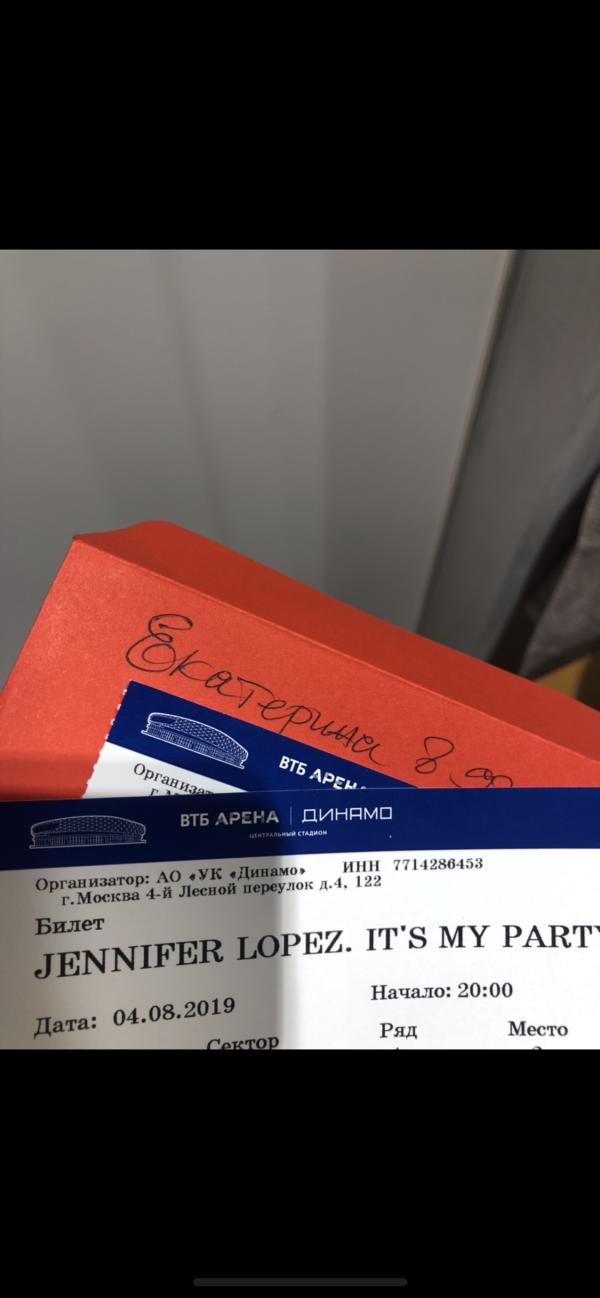 Екатерина 8
ВТБ АРЕНА
Организат
ВТБ АРЕНА | ДИНАМО
ЦЕНТРАЛЬНЫЙ СТАДИОН
Организатор: АО «УК «Динамо» ИНН 7714286453
г.Москва 4-й Лесной переулок д.4, 122
Билет
JENNIFER LOPEZ. IT'S MY PARTY
Дата: 04.08.2019 Начало: 20:00
Сектор Ряд Место